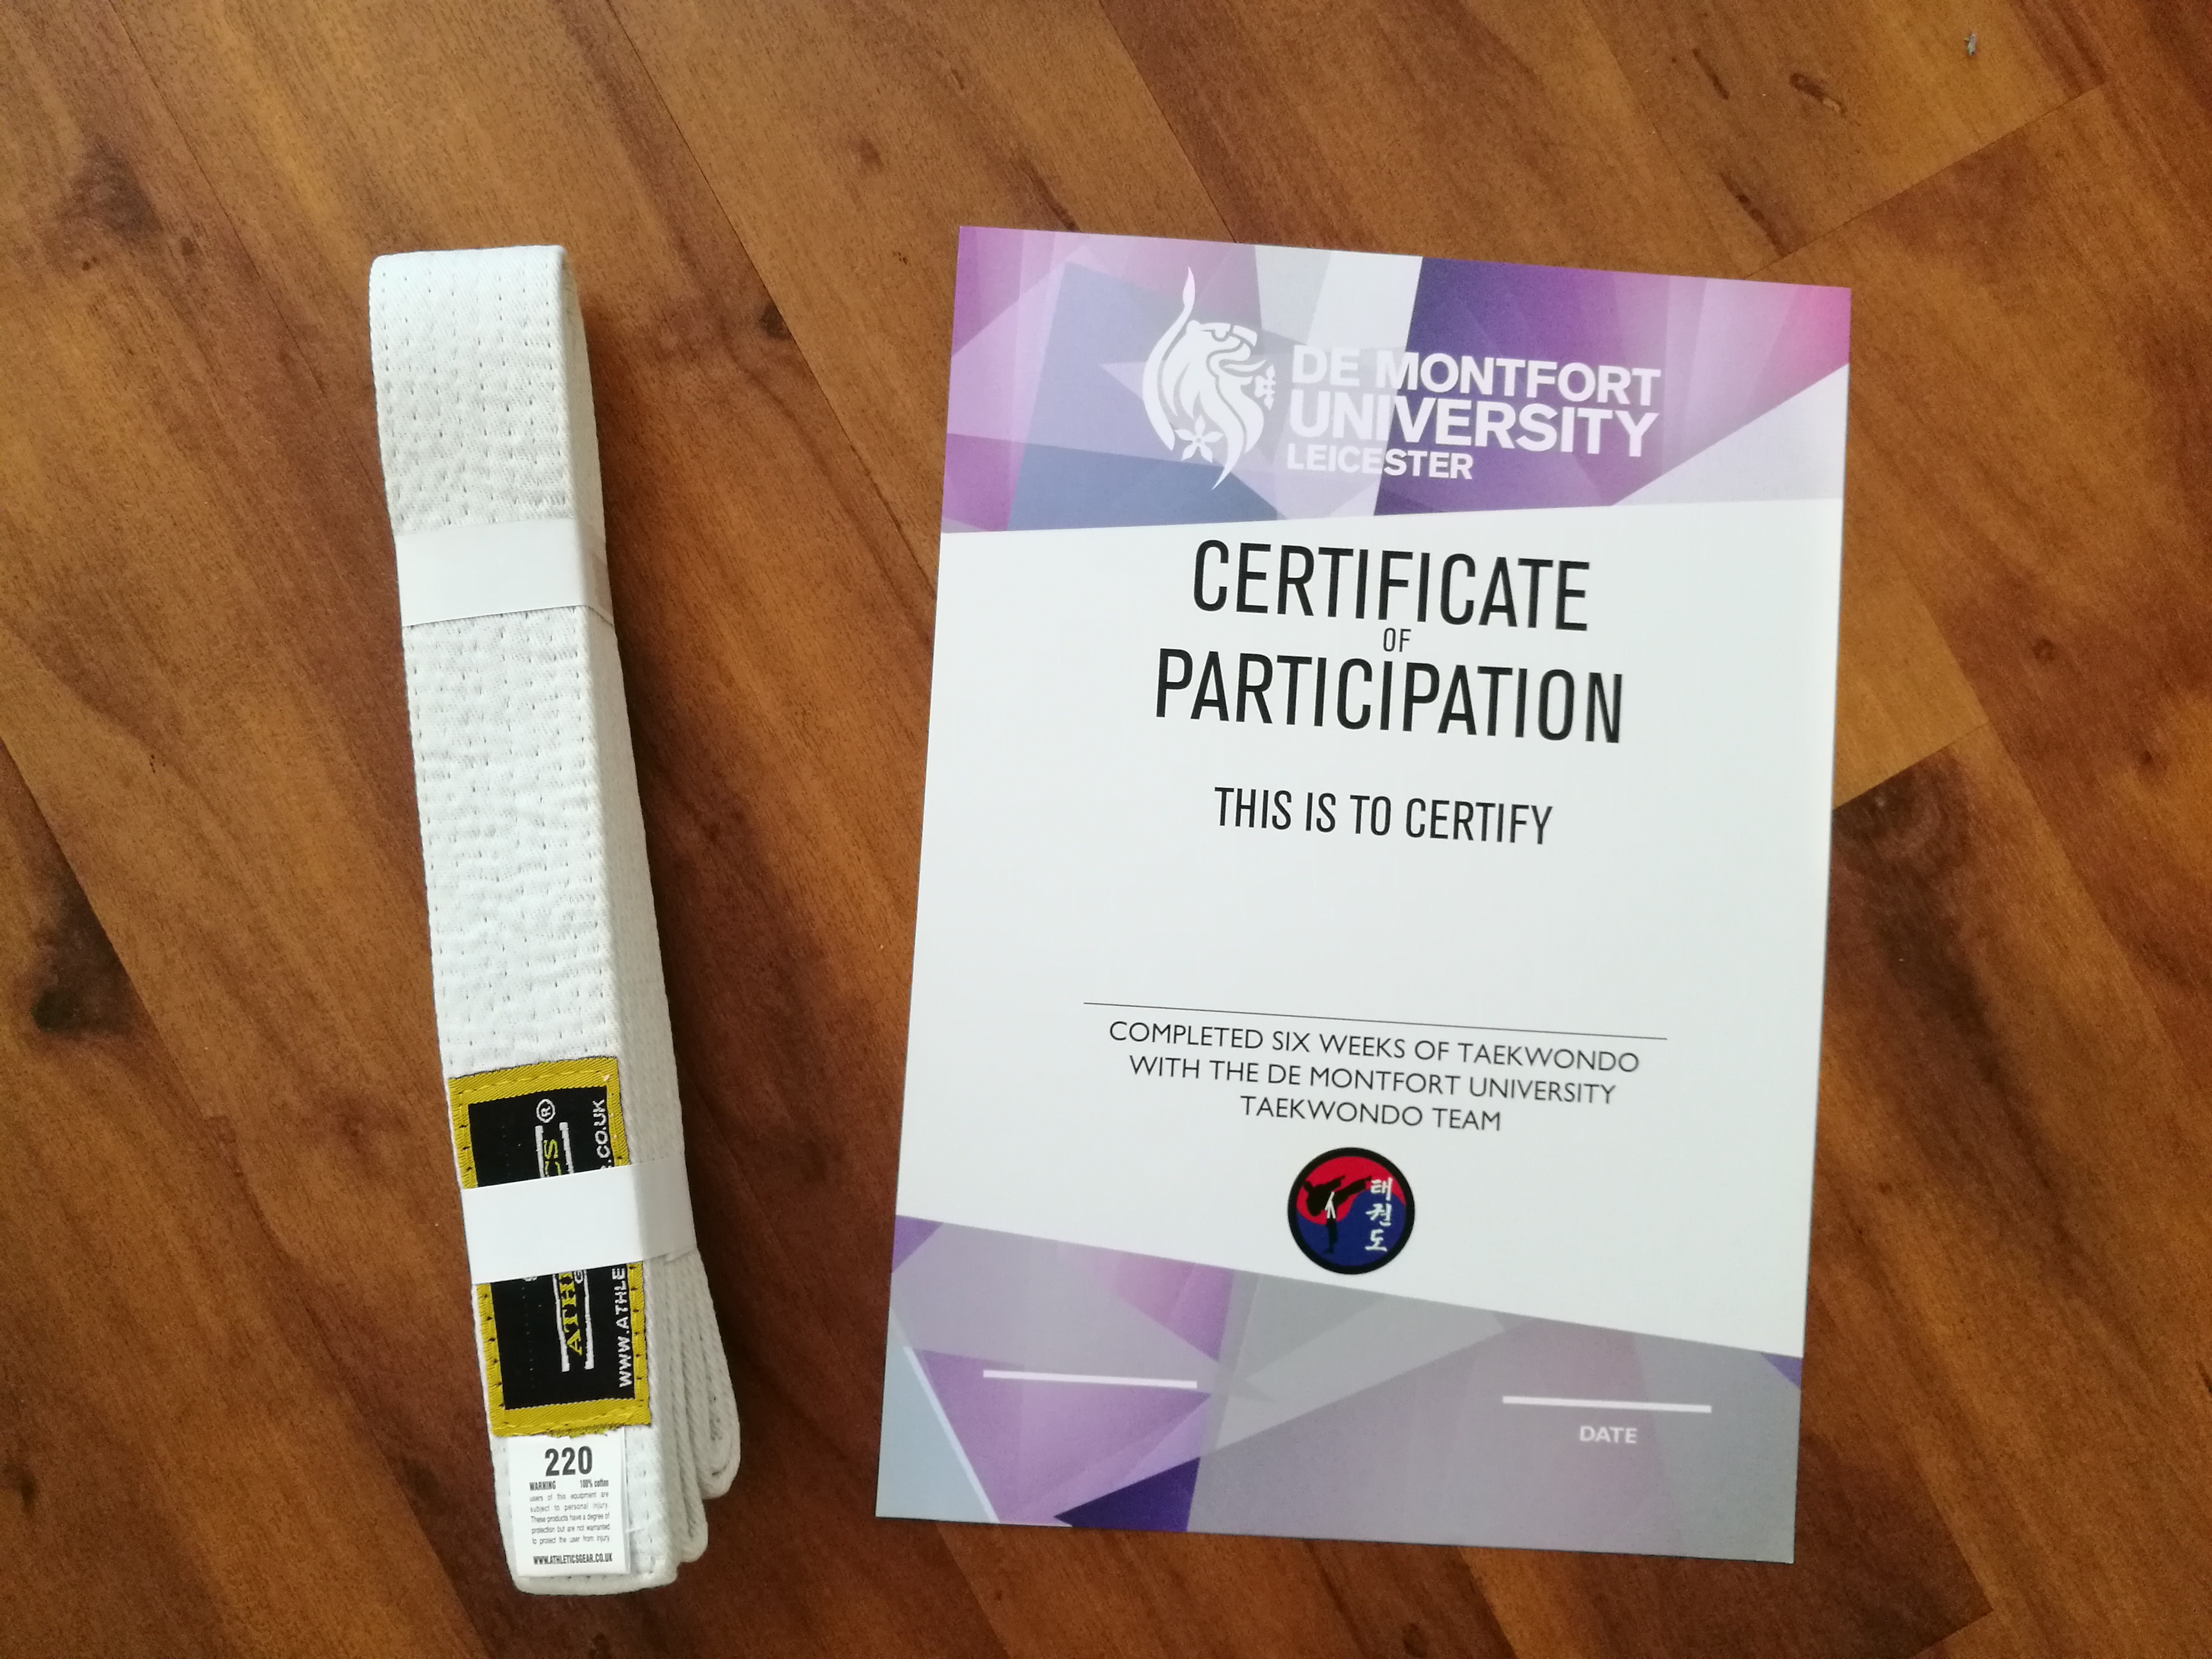 ® 
.CO.UK
CS
ATH
WWW.ATHLE
220
WARNING 100% cotton
users of this equipment are
subject to personal injury.
These products have a degree of
protection but are not warranted
to protect the user from injury
WWW.ATHLETICSGEAR.CO.UK
DE MONTFORT
UNIVERSITY
LEICESTER
CERTIFICATE
OF
PARTICIPATION
THIS IS TO CERTIFY
COMPLETED SIX WEEKS OF TAEKWONDO
WITH THE DE MONTFORT UNIVERSITY
TAEKWONDO TEAM
태
권
도
DATE